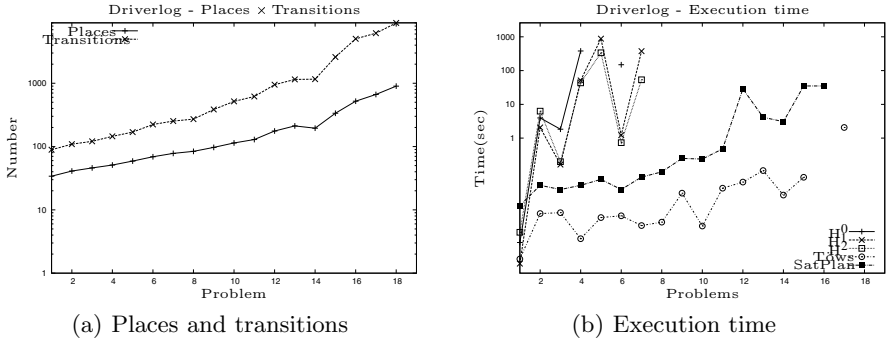 Driverlog - Places × Transitions
Places
Transitions
1000
100
10
1
Number
2 4 6 8 10 12 14 16 18
Problem
(a) Places and transitions
Driverlog - Execution time
1000
100
10
1
Time(sec)
H0
H1
H2
Tows
SatPlan
2 4 6 8 10 12 14 16 18
Problems
(b) Execution time